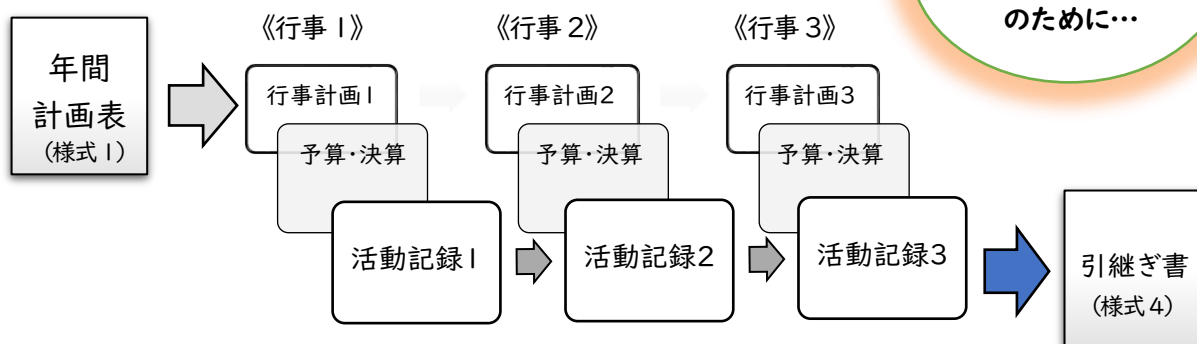 のために…
《行事1》
《行事2》
《行事3》
年間
計画表
(様式1)
行事計画1
行事計画2
行事計画3
予算・決算
予算・決算
予算・決算
活動記録1
活動記録2
活動記録3
引継ぎ書
(様式4)